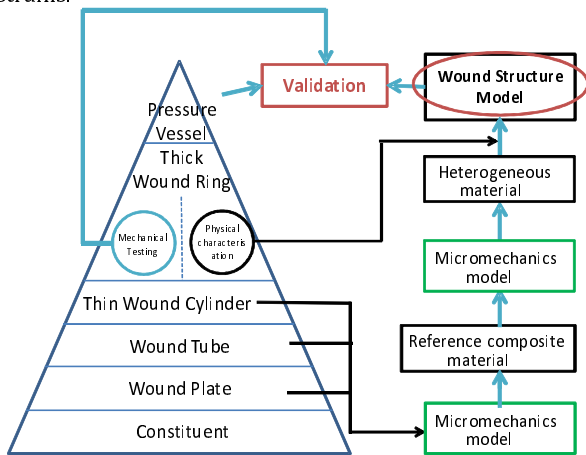 strains.
Validation
Wound Structure
Model
Pressure
Vessel
Thick
Wound Ring
Heterogeneous
material
Mechanical
Testing
Physical
characteris
ation
Micromechanics
model
Thin Wound Cylinder
Wound Tube
Reference composite
material
Wound Plate
Constituent
Micromechanics
model